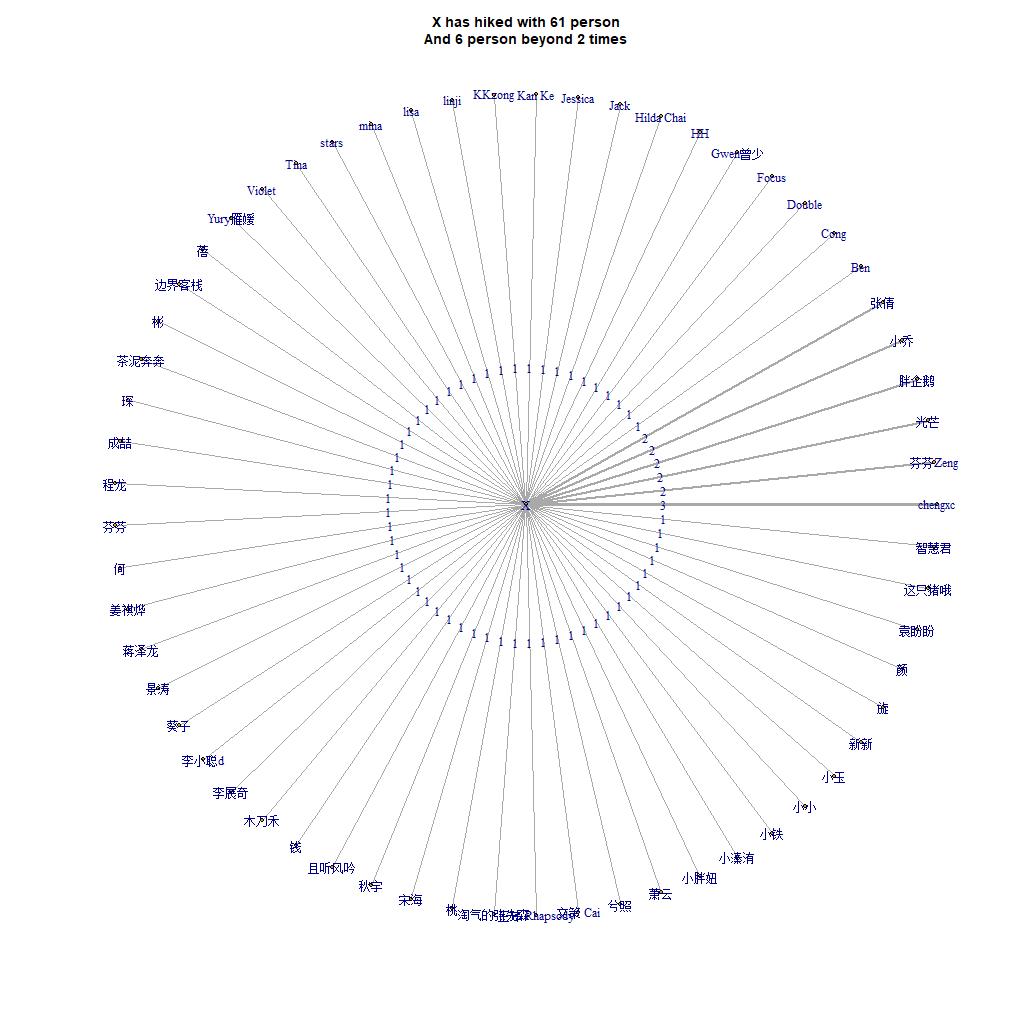 X has hiked with 61 person
And 6 person beyond 2 times
KKzong
Kan Ke
Jessica
Jack
Hilda Chai
HH
Gwen曾少
Focus
Double
Cong
Ben
张倩
小乔
胖企鹅
光芒
芬芬Zeng
chengxc
智慧君
这只猪哦
袁盼盼
颜
旋
新新
小玉
小小
小铁
小溱洧
小胖妞
萧云
兮照
Cai
Rhapsody
淘气的
桃
宋海
秋宇
且听风吟
钱
木可禾
李展奇
李小聪d
葵子
景涛
蒋泽龙
姜祺烨
何
芬芬
程龙
成喆
琛
茶泥奔奔
彬
边界客栈
蓓
Yury雁媛
Violet
Tina
stars
mina
lisa
linji
1 1 1 1 1 1 1 1 1 1 1 2 2 2 2 2 3 1 1 1 1 1 1 1 1 1 1 1 1 1 1 1 1 1 1 1 1 1 1 1 1 1 1 1 1 1 1 1 1 1 1 1 1 1 1 1 1 1 1 1 1
X